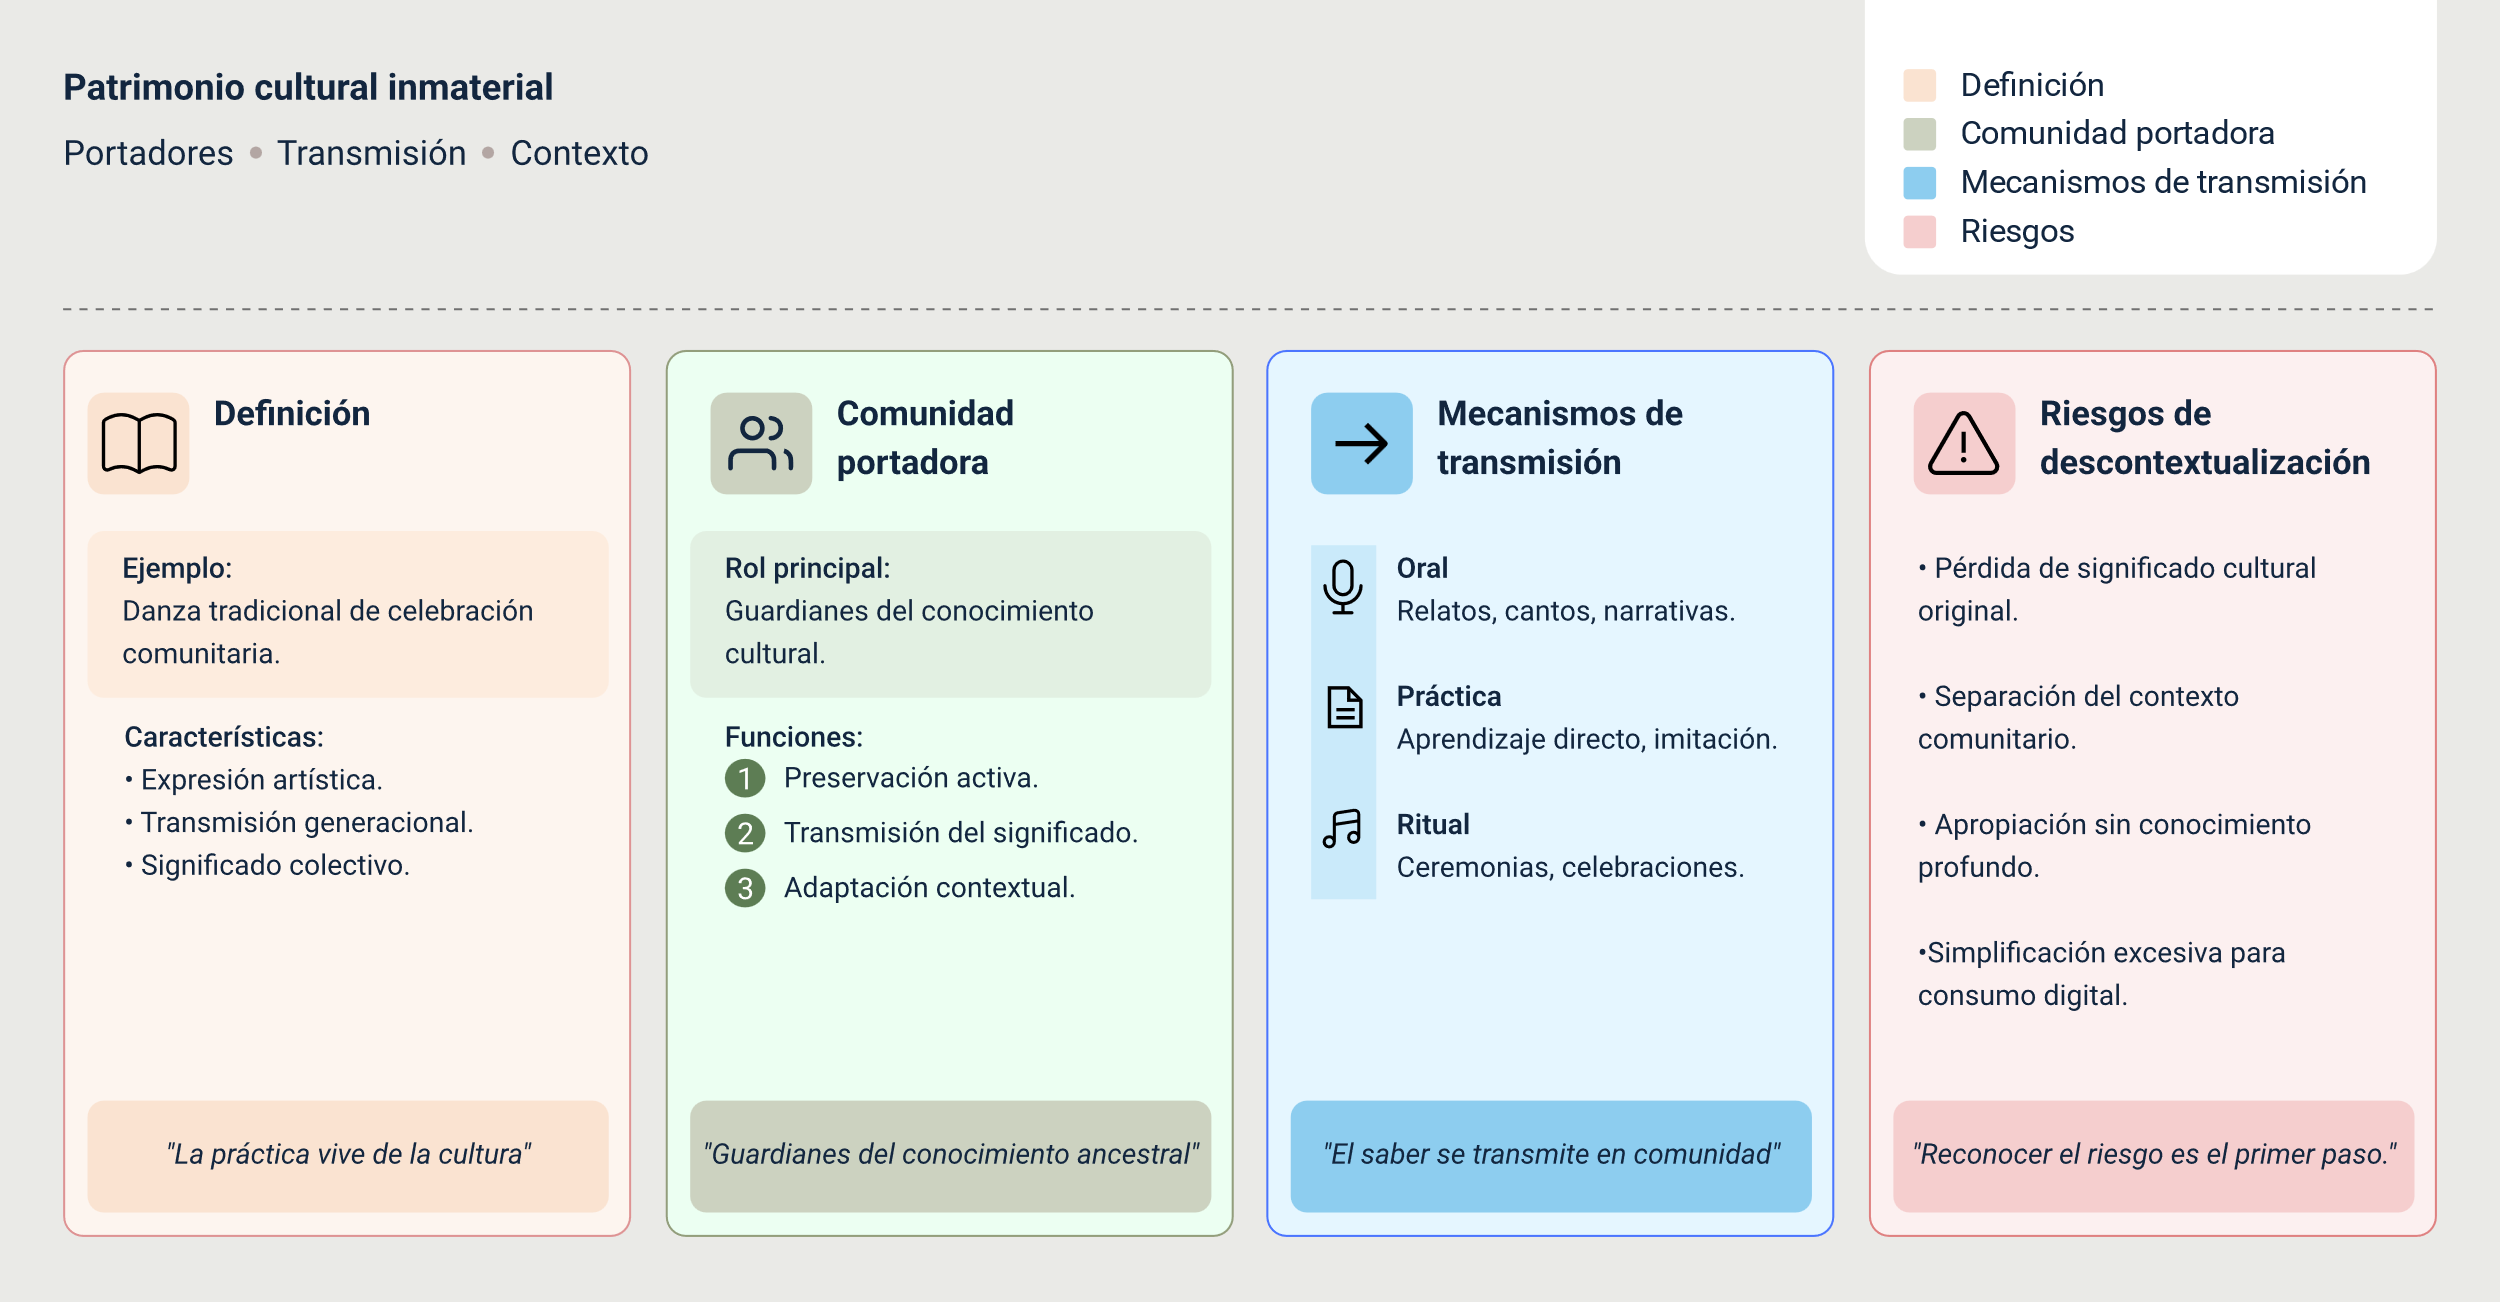 Patrimonio cultural inmaterial
Portadores • Transmisión • Contexto
Definición
Comunidad portadora
Mecanismos de transmisión
Riesgos
Definición
Ejemplo:
Danza tradicional de celebración
comunitaria.
Características:
• Expresión artística.
• Transmisión generacional.
• Significado colectivo.
"La práctica vive de la cultura"
Comunidad
portadora
Rol principal:
Guardianes del conocimiento
cultural.
Funciones:
1 Preservación activa.
2 Transmisión del significado.
3 Adaptación contextual.
"Guardianes del conocimiento ancestral"
Mecanismos de
transmisión
Oral
Relatos, cantos, narrativas.
Práctica
Aprendizaje directo, imitación.
Ritual
Ceremonias, celebraciones.
"El saber se transmite en comunidad"
Riesgos de
descontextualización
• Pérdida de significado cultural
original.
• Separación del contexto
comunitario.
• Apropiación sin conocimiento
profundo.
•Simplificación excesiva para
consumo digital.
"Reconocer el riesgo es el primer paso."